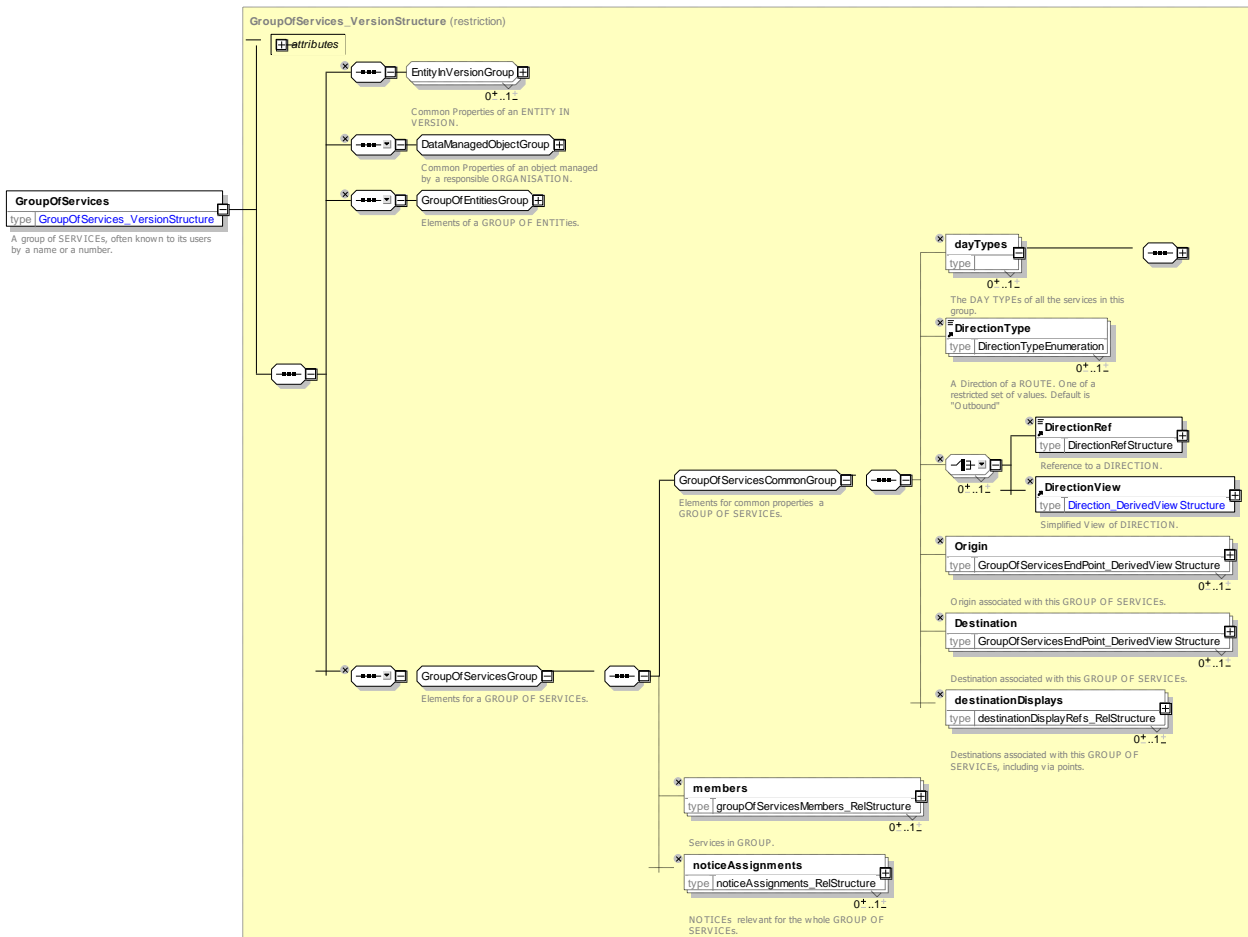 GroupOfServices_VersionStructure (restriction)
attributes
EntityInVersionGroup
0..1
Common Properties of an ENTITY IN
VERSION.
DataManagedObjectGroup
Common Properties of an object managed
by a responsible ORGANISATION.
GroupOfServices
type GroupOfServices_VersionStructure
A group of SERVICEs, often known to its users
by a name or a number.
GroupOfEntitiesGroup
Elements of a GROUP OF ENTITies.
dayTypes
type
0..1
The DAY TYPEs of all the services in this
group.
DirectionType
type DirectionTypeEnumeration
0..1
A Direction of a ROUTE. One of a
restricted set of values. Default is
"Outbound"
DirectionRef
type DirectionRefStructure
Reference to a DIRECTION.
0..1
DirectionView
type Direction_DerivedViewStructure
Simplified View of DIRECTION.
GroupOfServicesCommonGroup
Elements for common properties a
GROUP OF SERVICEs.
Origin
type GroupOfServicesEndPoint_DerivedViewStructure
0..1
Origin associated with this GROUP OF SERVICEs.
Destination
type GroupOfServicesEndPoint_DerivedViewStructure
0..1
Destination associated with this GROUP OF SERVICEs.
GroupOfServicesGroup
Elements for a GROUP OF SERVICEs.
destinationDisplays
type destinationDisplayRefs_RelStructure
0..1
Destinations associated with this GROUP OF
SERVICEs, including via points.
members
type groupOfServicesMembers_RelStructure
0..1
Services in GROUP.
noticeAssignments
type noticeAssignments_RelStructure
0..1
NOTICEs relevant for the whole GROUP OF
SERVICEs.